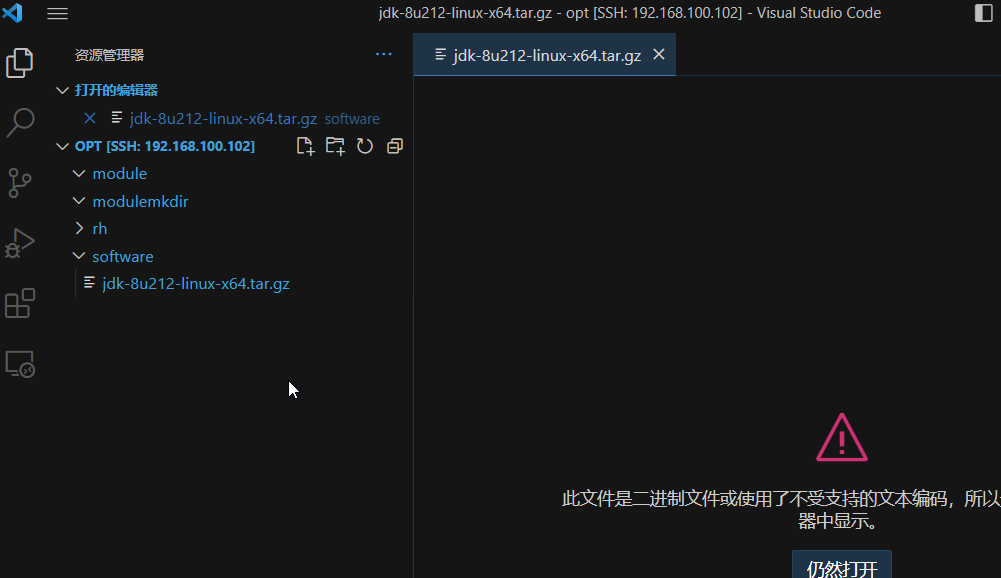 jdk-8u212-linux-x64.tar.gz - opt [SSH: 192.168.100.102] - Visual Studio Code
资源管理器
jdk-8u212-linux-x64.tar.gz
打开的编辑器
jdk-8u212-linux-x64.tar.gz software
OPT [SSH: 192.168.100.102]
module
modulemkdir
rh
software
jdk-8u212-linux-x64.tar.gz
此文件是二进制文件或使用了不受支持的文本编码，所以
器中显示。
仍然打开